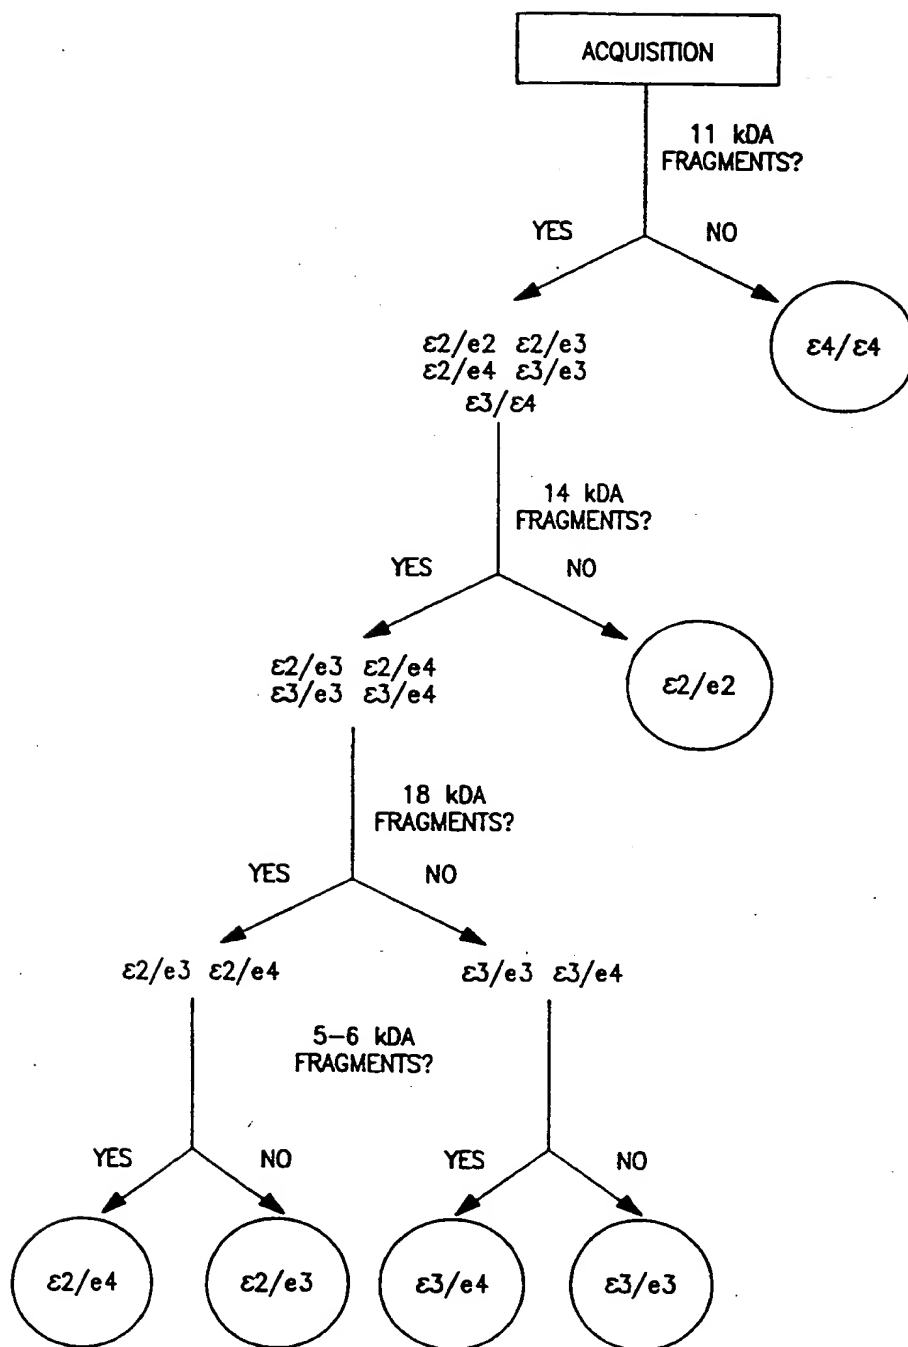 ACQUISITION
11 kDA
FRAGMENTS?
YES NO
ε4/ε4
ε2/e2 ε2/e3
ε2/e4 ε3/e3
ε3/ε4
14 kDA
FRAGMENTS?
YES NO
ε2/e3 ε2/e4
ε3/e3 ε3/e4
ε2/e2
18 kDA
FRAGMENTS?
YES NO
ε2/e3 ε2/e4
ε3/e3 ε3/e4
5-6 kDA
FRAGMENTS?
YES NO
YES NO
ε2/e4
ε2/e3
ε3/e4
ε3/e3